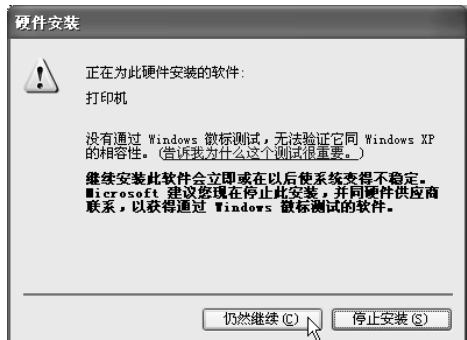 硬件安装
正在为此硬件安装的软件:
打印机
没有通过 Windows 徽标测试，无法验证它同 Windows XP
的相容性。(告诉我为什么这个测试很重要。)
继续安装此软件会立即或在以后使系统变得不稳定。
Microsoft 建议您现在停止此安装，并同硬件供应商
联系，以获得通过 Windows 徽标测试的软件。
仍然继续(C) 停止安装(S)